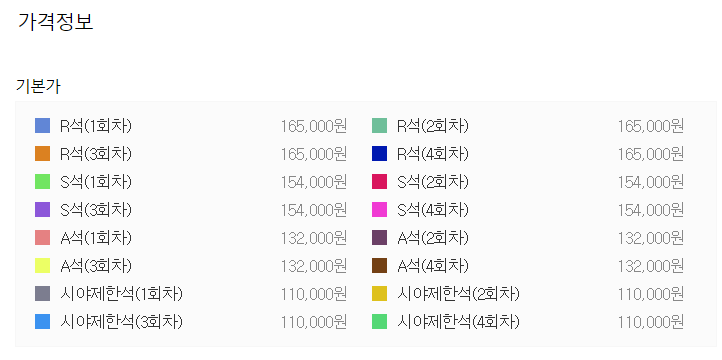 가격정보
기본가
R석(1회차) 165,000원 R석(2회차) 165,000원
R석(3회차) 165,000원 R석(4회차) 165,000원
S석(1회차) 154,000원 S석(2회차) 154,000원
S석(3회차) 154,000원 S석(4회차) 154,000원
A석(1회차) 132,000원 A석(2회차) 132,000원
A석(3회차) 132,000원 A석(4회차) 132,000원
시야제한석(1회차) 110,000원 시야제한석(2회차) 110,000원
시야제한석(3회차) 110,000원 시야제한석(4회차) 110,000원